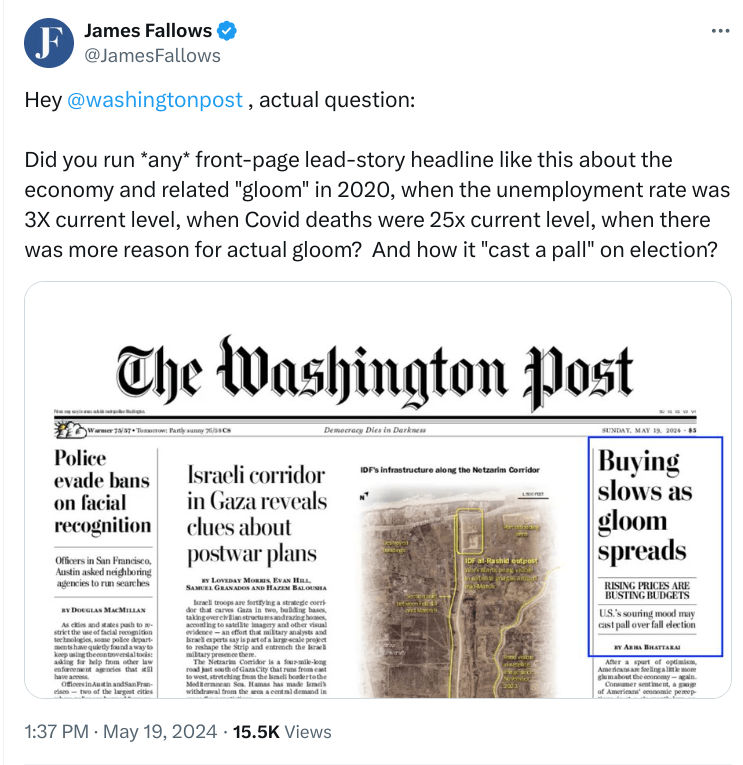 James Fallows
@JamesFallows
Hey @washingtonpost , actual question:
Did you run *any* front-page lead-story headline like this about the
economy and related "gloom" in 2020, when the unemployment rate was
3X current level, when Covid deaths were 25x current level, when there
was more reason for actual gloom?  And how it "cast a pall" on election?
The Washington Post
Warmer 75/57 • Tomorrow: Partly sunny 76/58 C8
Democracy Dies in Darkness
SUNDAY, MAY 19, 2024 · $5
Police
evade bans
on facial
recognition
Officers in San Francisco,
Austin asked neighboring
agencies to run searches
BY DOUGLAS MACMILLAN
As cities and states push to re-
strict the use of facial recognition
technologies, some police depart-
ments have quietly found a way to
keep using the controversial tools:
asking for help from other law
enforcement agencies that still
have access.
Officers in Austin and San Fran-
cisco — two of the largest cities
Israeli corridor
in Gaza reveals
clues about
postwar plans
BY LOVEDAY MORRIS, EVAN HILL,
SAMUEL GRANADOS AND HAZEM BALOUSHA
Israeli troops are fortifying a strategic corri-
dor that carves Gaza in two, building bases,
taking over civilian structures and razing homes,
according to satellite imagery and other visual
evidence — an effort that military analysts and
Israeli experts say is part of a large-scale project
to reshape the Strip and entrench the Israeli
military presence there.
The Netzarim Corridor is a four-mile-long
road just south of Gaza City that runs from east
to west, stretching from the Israeli border to the
Mediterranean Sea. Hamas has made Israel's
withdrawal from the area a central demand in
IDF's infrastructure along the Netzarim Corridor
N
IDF al-Rashid outpost
Buying
slows as
gloom
spreads
RISING PRICES ARE
BUSTING BUDGETS
U.S.'s souring mood may
cast pall over fall election
BY ABHA BHATTARAI
After a spurt of optimism,
Americans are feeling a little more
glum about the economy — again.
Consumer sentiment, a gauge
of Americans' economic percep-
1:37 PM · May 19, 2024 · 15.5K Views